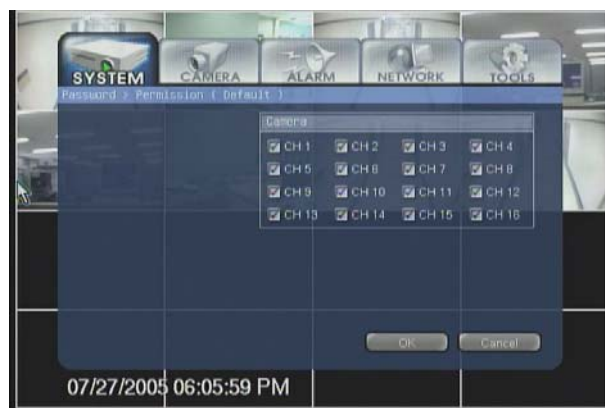 SYSTEM CAMERA ALARM NETWORK TOOLS
Password > Permission ( Default )
Camera
CH 1 CH 2 CH 3 CH 4
CH 5 CH 6 CH 7 CH 8
CH 9 CH 10 CH 11 CH 12
CH 13 CH 14 CH 15 CH 16
OK Cancel
07/27/2005 06:05:59 PM